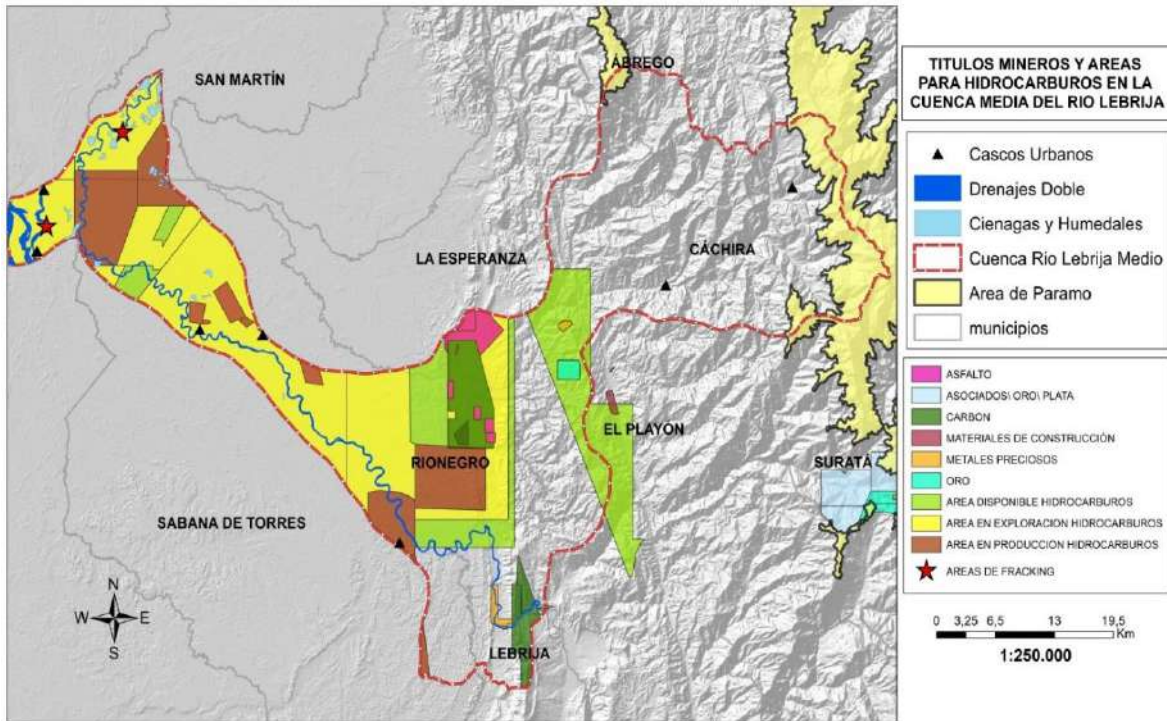 TITULOS MINEROS Y AREAS
PARA HIDROCARBUROS EN LA
CUENCA MEDIA DEL RIO LEBRIJA
Cascos Urbanos
Drenajes Doble
Cienagas y Humedales
Cuenca Rio Lebrija Medio
Area de Paramo
municipios
ASFALTO
ASOCIADOS\ ORO\ PLATA
CARBON
MATERIALES DE CONSTRUCCIÓN
METALES PRECIOSOS
ORO
AREA DISPONIBLE HIDROCARBUROS
AREA EN EXPLORACION HIDROCARBUROS
AREA EN PRODUCCION HIDROCARBUROS
AREAS DE FRACKING
0 3,25 6,5 13 19,5
Km
1:250.000
SAN MARTÍN
ÁBREGO
LA ESPERANZA
CÁCHIRA
EL PLAYÓN
RIONEGRO
SURATÁ
SABANA DE TORRES
LEBRIJA
N
W E
S